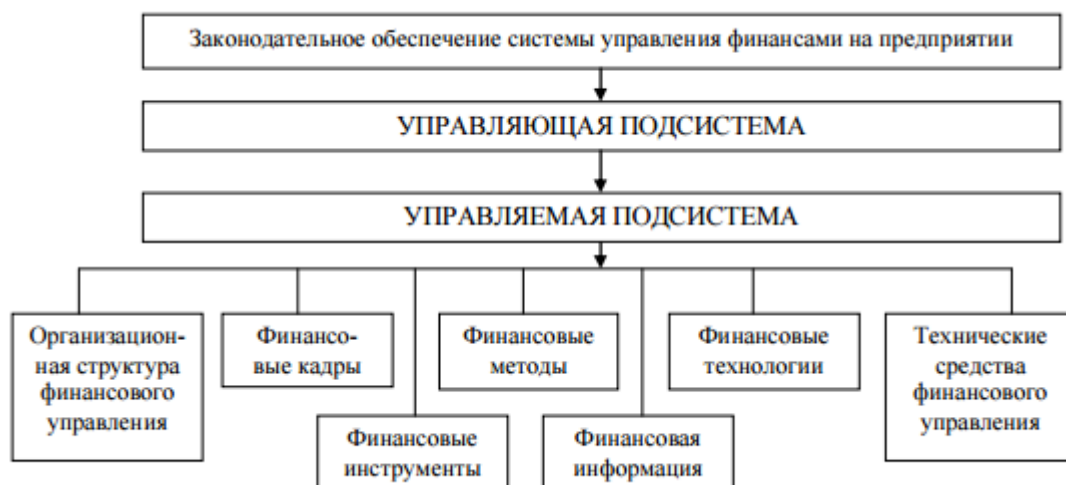 Законодательное обеспечение системы управления финансами на предприятии
УПРАВЛЯЮЩАЯ ПОДСИСТЕМА
УПРАВЛЯЕМАЯ ПОДСИСТЕМА
Организацион-
ная структура
финансового
управления
Финансо-
вые кадры
Финансовые
методы
Финансовые
технологии
Технические
средства
финансового
управления
Финансовые
инструменты
Финансовая
информация